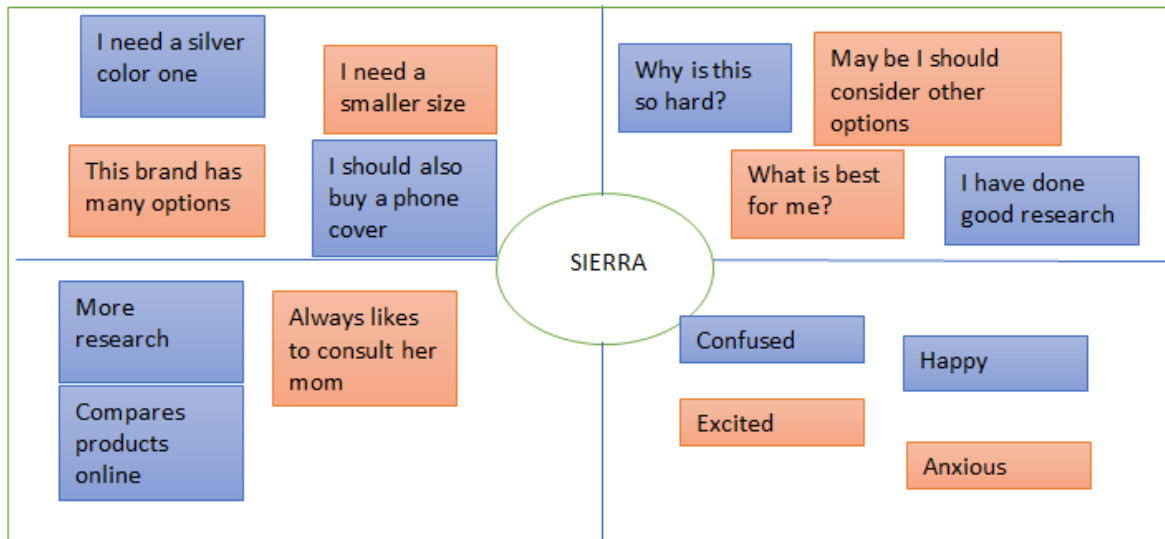 I need a silver
color one
I need a
smaller size
This brand has
many options
I should also
buy a phone
cover
Why is this
so hard?
May be I should
consider other
options
What is best
for me?
I have done
good research
SIERRA
More
research
Always likes
to consult her
mom
Compares
products
online
Confused
Happy
Excited
Anxious